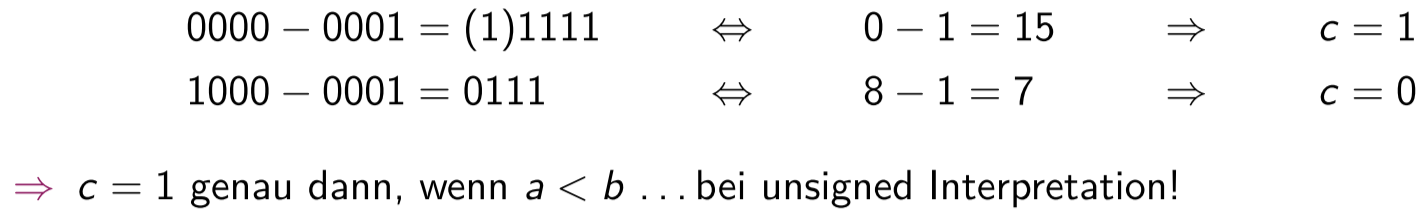 0000 − 0001 = (1)1111 ⇔ 0 − 1 = 15 ⇒ c = 1
1000 − 0001 = 0111 ⇔ 8 − 1 = 7 ⇒ c = 0
⇒ c = 1 genau dann, wenn a < b ... bei unsigned Interpretation!